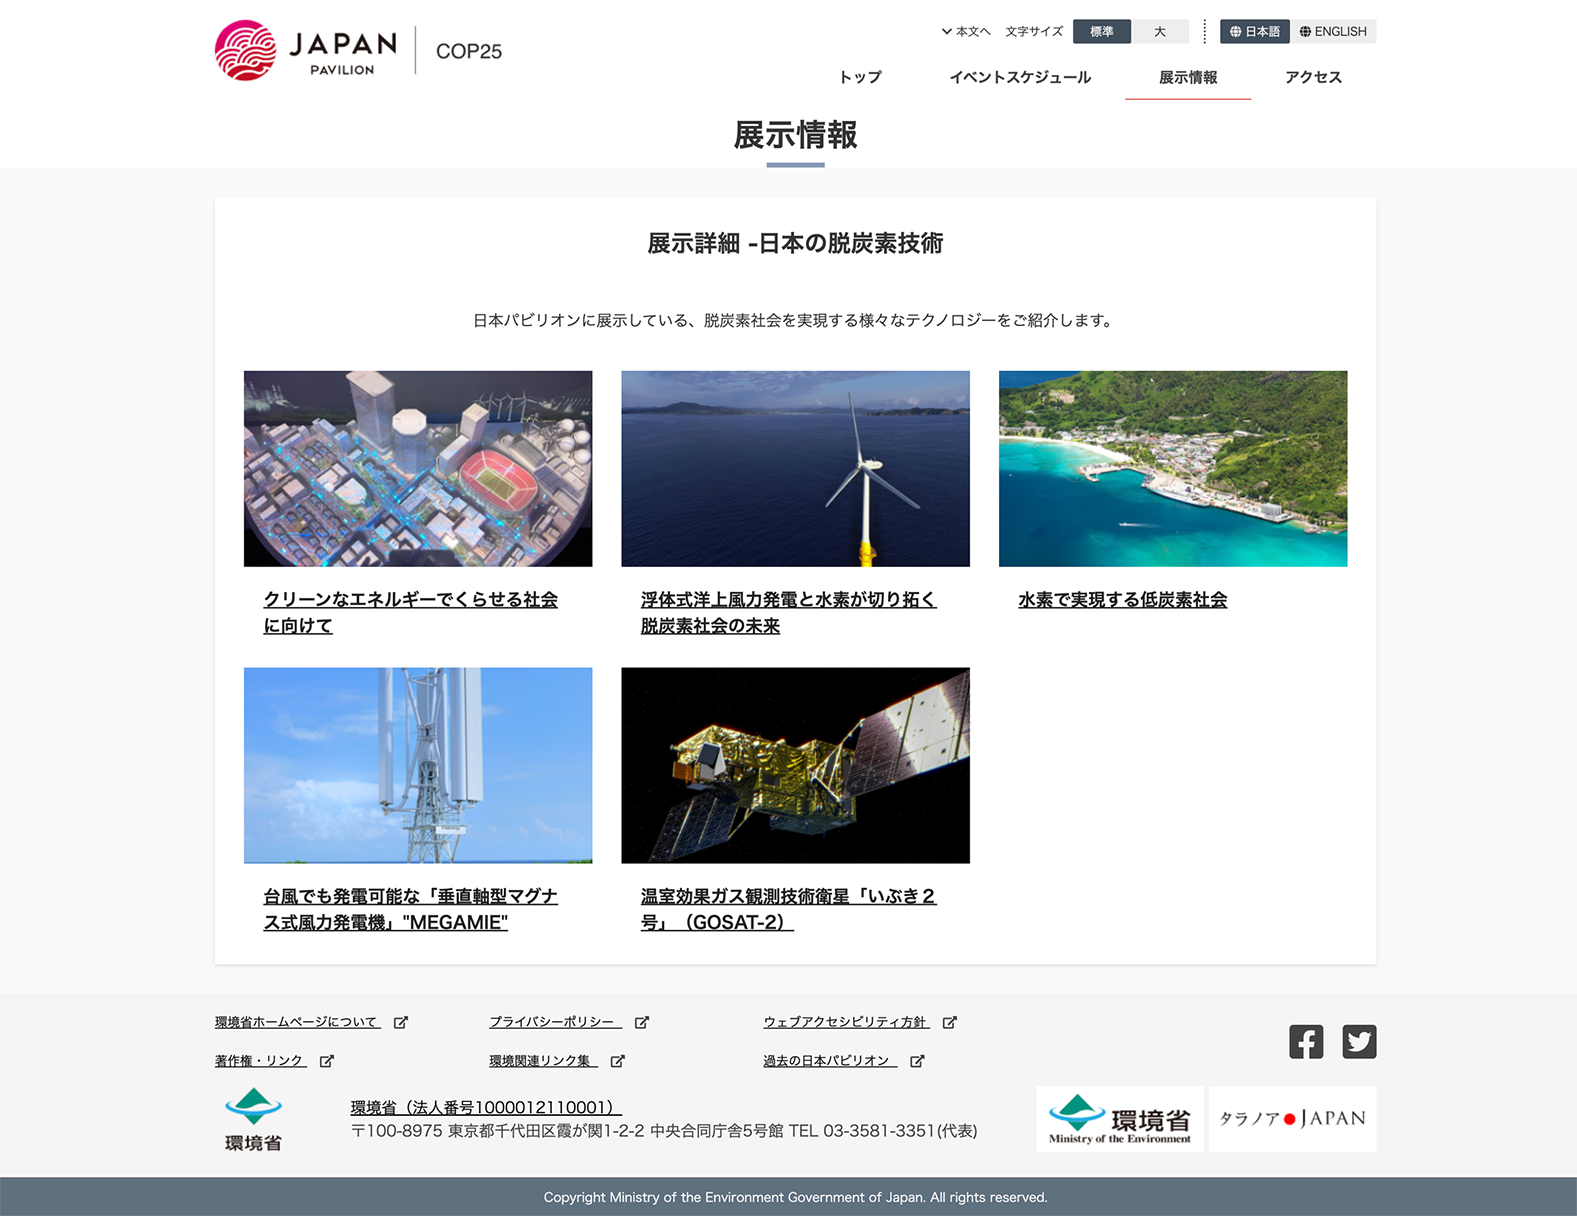 JAPAN
PAVILION
COP25
本文へ 文字サイズ 標準 大 日本語 ENGLISH
トップ イベントスケジュール 展示情報 アクセス
展示情報
展示詳細 -日本の脱炭素技術
日本パビリオンに展示している、脱炭素社会を実現する様々なテクノロジーをご紹介します。
クリーンなエネルギーでくらせる社会
に向けて
浮体式洋上風力発電と水素が切り拓く
脱炭素社会の未来
水素で実現する低炭素社会
台風でも発電可能な「垂直軸型マグナ
ス式風力発電機」"MEGAMIE"
温室効果ガス観測技術衛星「いぶき２
号」（GOSAT-2）
環境省ホームページについて プライバシーポリシー ウェブアクセシビリティ方針
著作権・リンク 環境関連リンク集 過去の日本パビリオン
環境省
環境省（法人番号1000012110001）
〒100-8975 東京都千代田区霞が関1-2-2 中央合同庁舎5号館 TEL 03-3581-3351(代表)
環境省
Ministry of the Environment
タラノア JAPAN
Copyright Ministry of the Environment Government of Japan. All rights reserved.